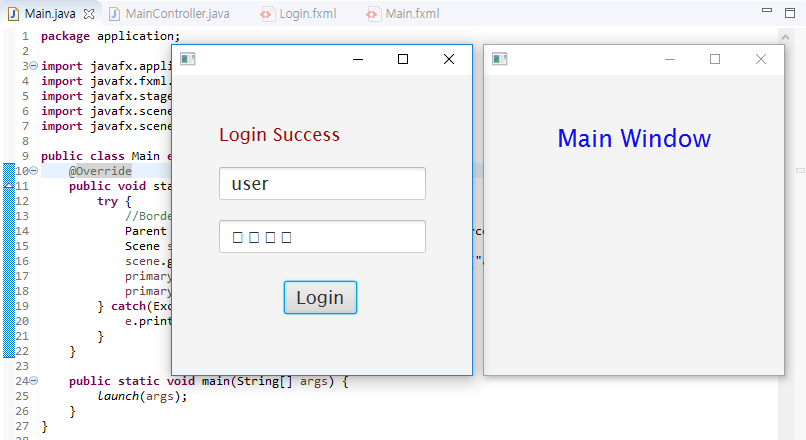 Main.java MainController.java Login.fxml Main.fxml
1 package application;
2
3 import javafx.appli
4 import javafx.fxml.
5 import javafx.stage
6 import javafx.scene
7 import javafx.scene
8
9 public class Main e
10 @Override
11 public void sta
12 try {
13 //Borde
14 Parent
15 Scene s
16 scene.g
17 primary
18 primary
19 } catch(Exc
20 e.print
21 }
22 }
23
24 public static void main(String[] args) {
25 launch(args);
26 }
27 }
28
Login Success
user
Login
Main Window